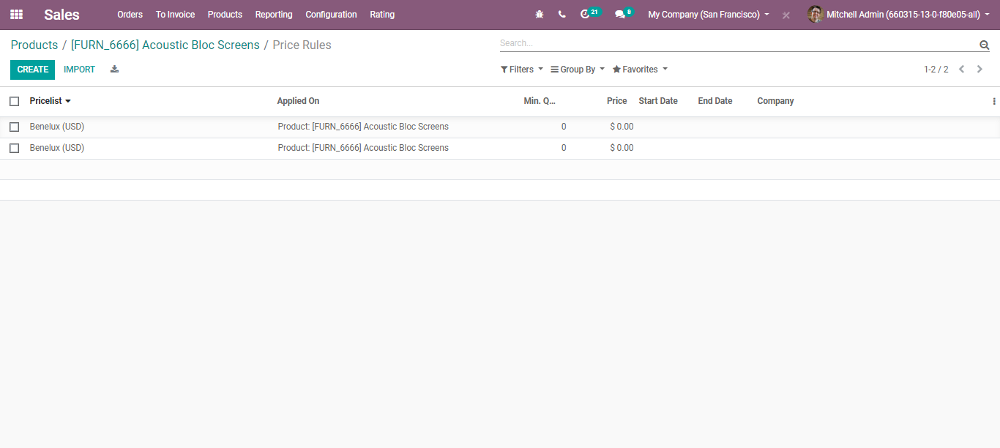 Sales Orders To Invoice Products Reporting Configuration Rating 21 8 My Company (San Francisco) Mitchell Admin (660315-13-0-f80e05-all)
Products / [FURN_6666] Acoustic Bloc Screens / Price Rules
Search...
CREATE IMPORT Filters Group By Favorites 1-2 / 2
Pricelist Applied On Min. Q... Price Start Date End Date Company
Benelux (USD) Product: [FURN_6666] Acoustic Bloc Screens 0 $ 0.00
Benelux (USD) Product: [FURN_6666] Acoustic Bloc Screens 0 $ 0.00